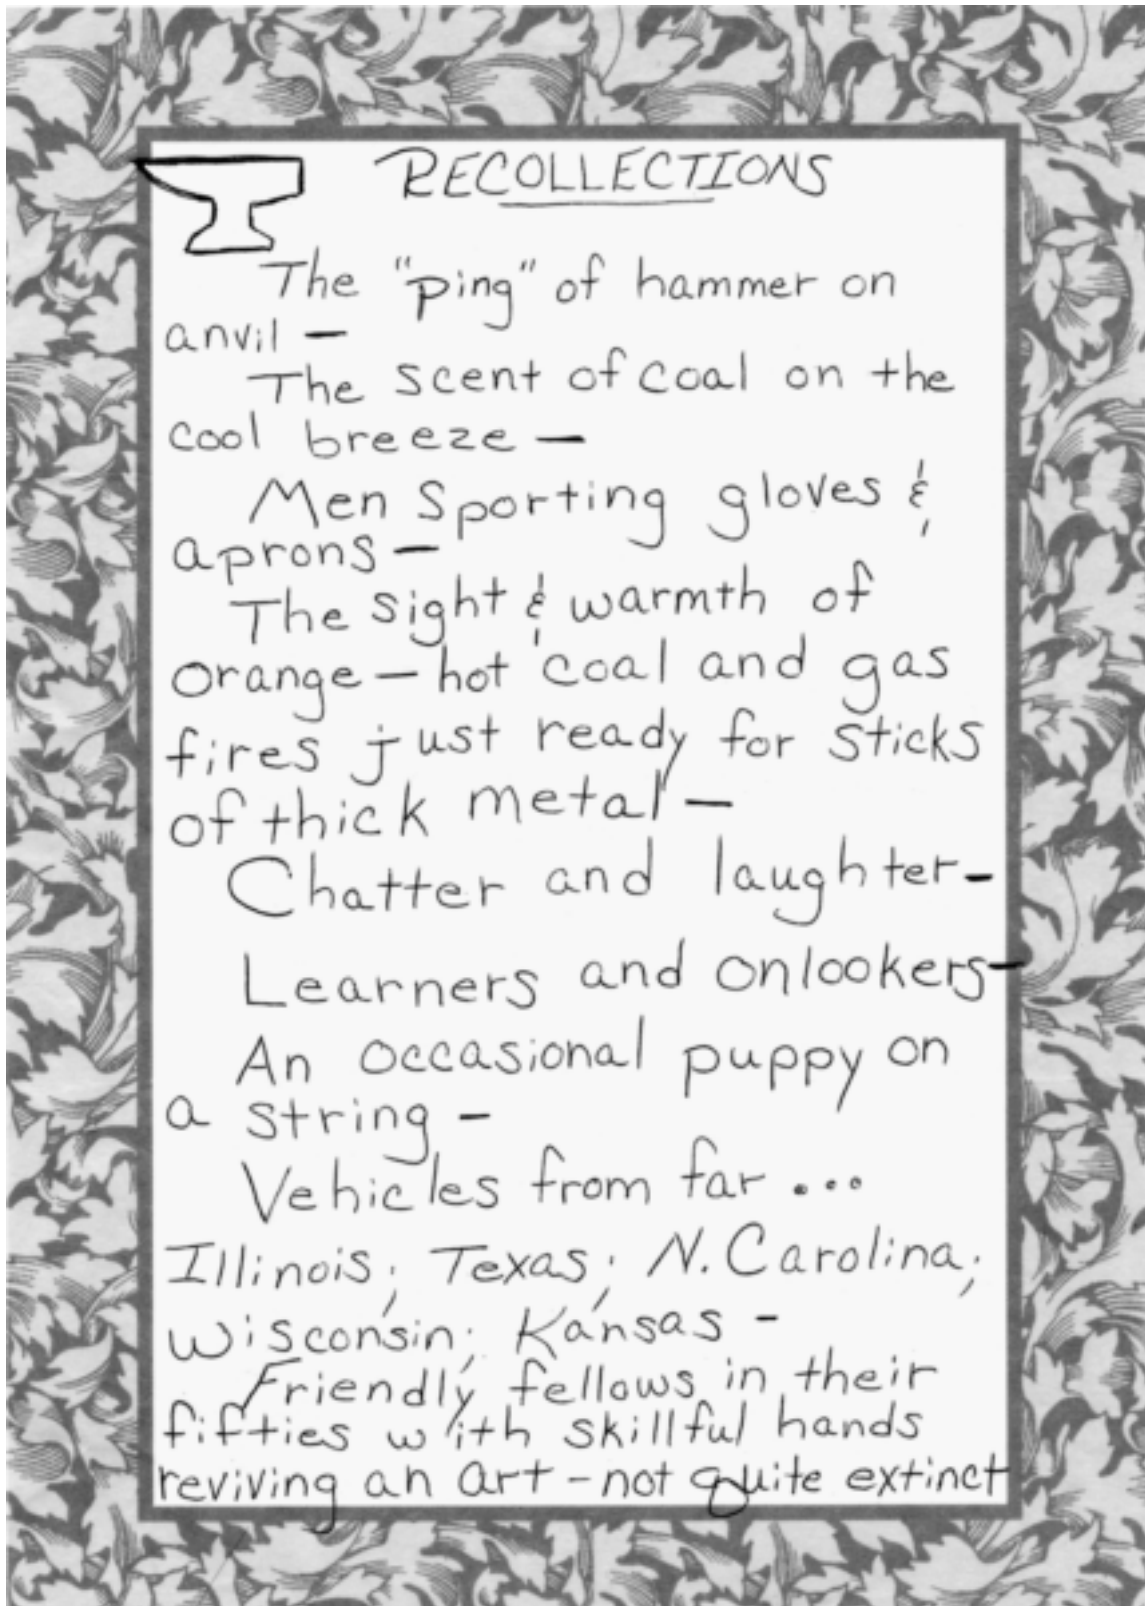 RECOLLECTIONS
The "ping" of hammer on
anvil —
The scent of coal on the
cool breeze —
Men Sporting gloves &
aprons —
The sight & warmth of
orange — hot coal and gas
fires just ready for sticks
of thick metal —
Chatter and laughter -
Learners and onlookers -
An occasional puppy on
a string -
Vehicles from far ...
Illinois; Texas; N. Carolina;
Wisconsin; Kansas -
Friendly fellows in their
fifties with skillful hands
reviving an art - not quite extinct